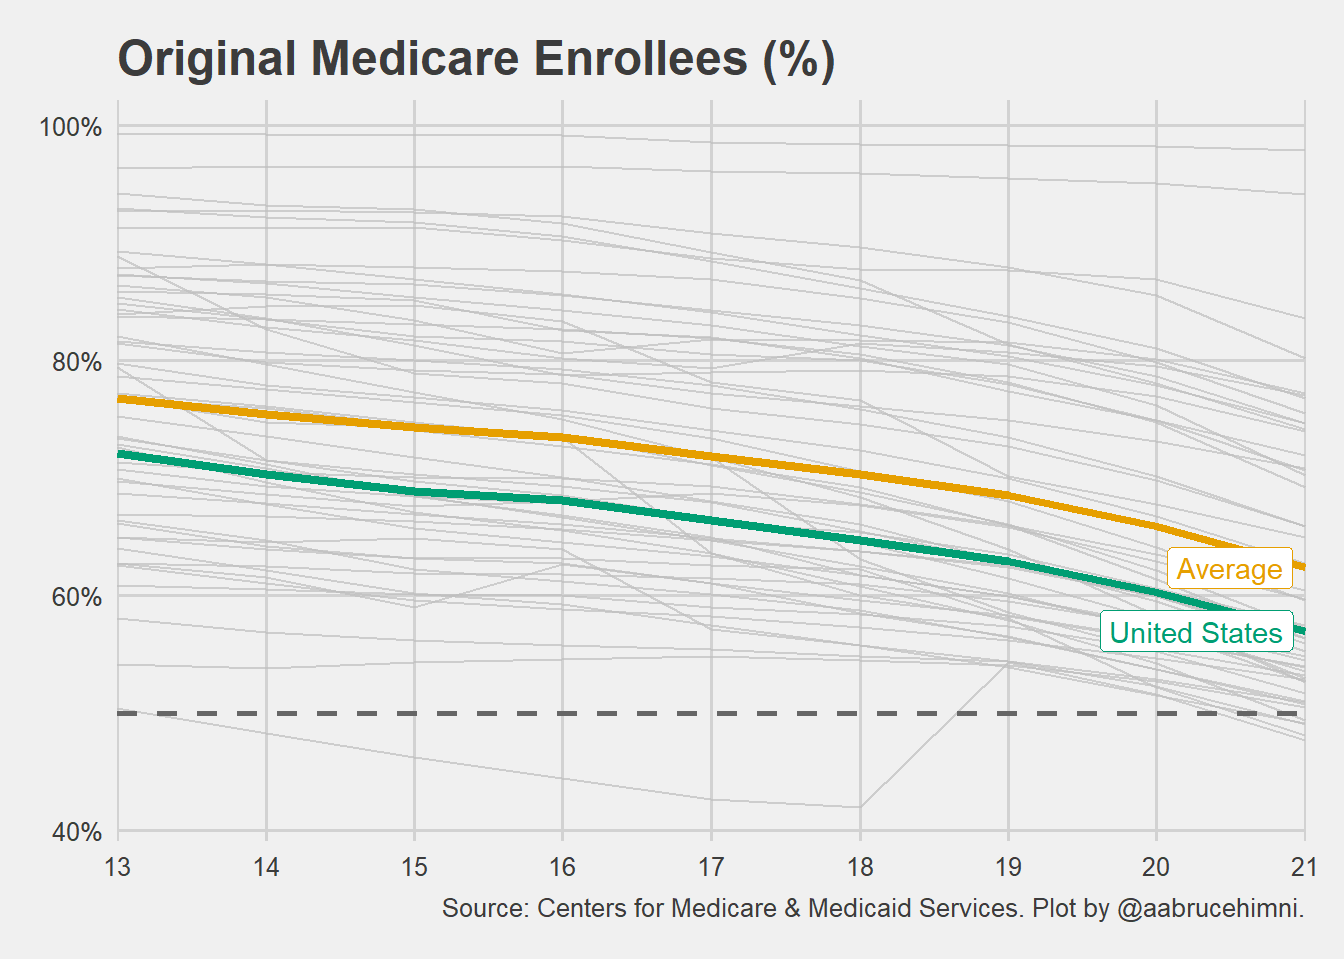 Original Medicare Enrollees (%)
100%
80%
60%
40%
Average
United States
13 14 15 16 17 18 19 20 21
Source: Centers for Medicare & Medicaid Services. Plot by @aabrucehimni.